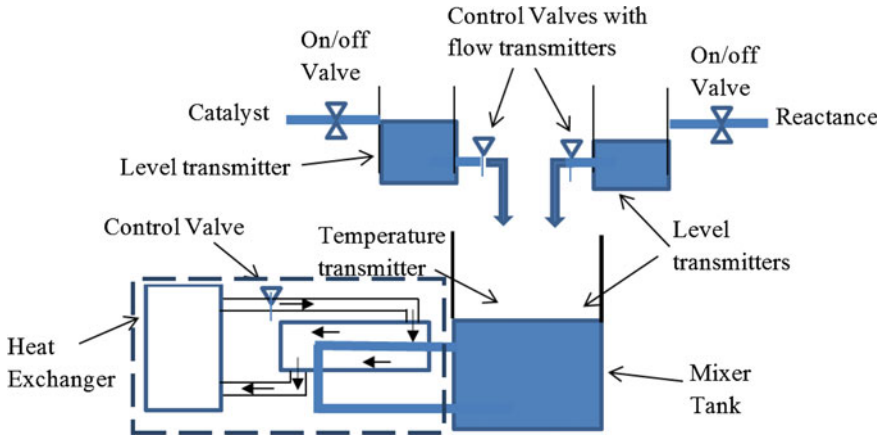 Control Valves with
flow transmitters
On/off
Valve
On/off
Valve
Catalyst
Reactance
Level transmitter
Control Valve
Temperature
transmitter
Level
transmitters
Heat
Exchanger
Mixer
Tank